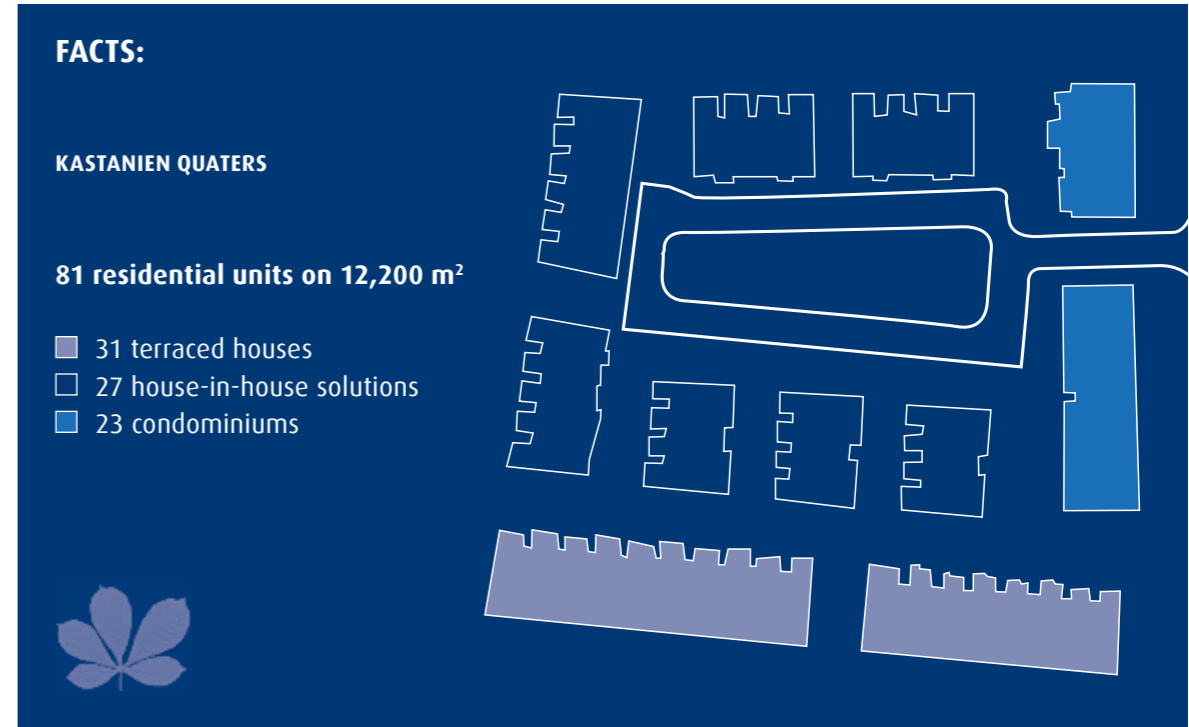 FACTS:
KASTANIEN QUATERS
81 residential units on 12,200 m²
31 terraced houses
27 house-in-house solutions
23 condominiums